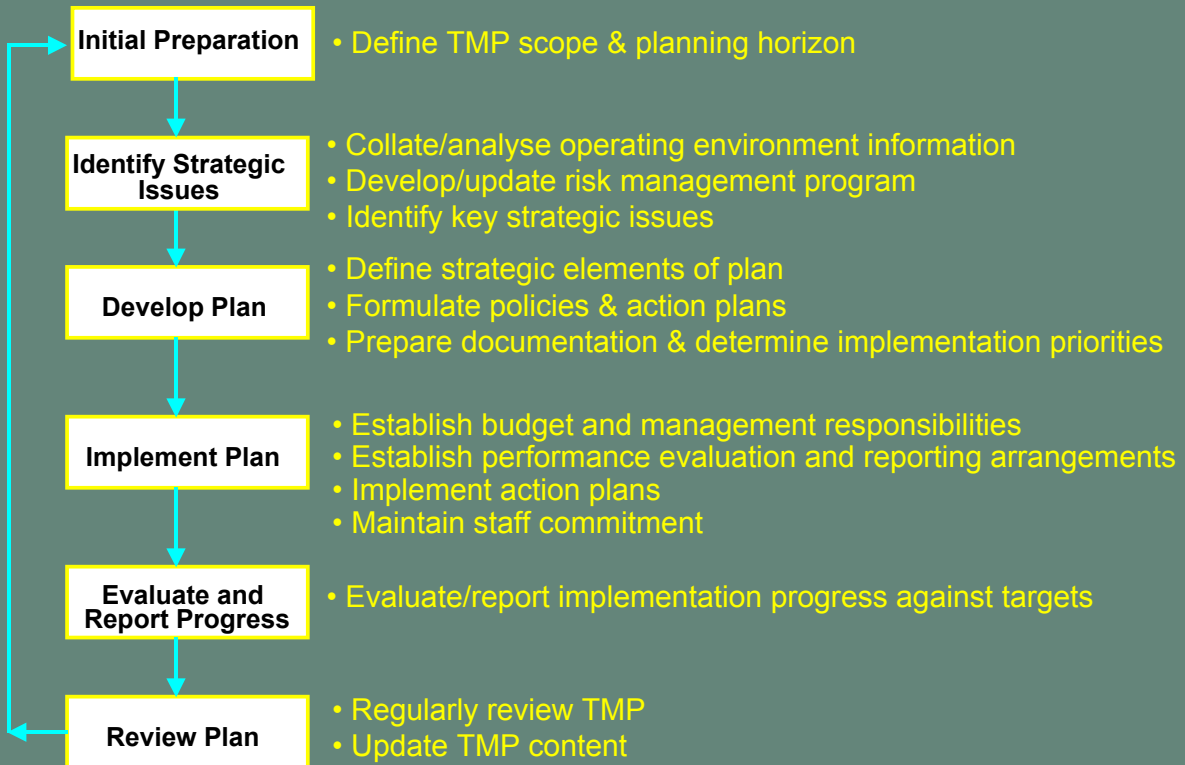 Initial Preparation
• Define TMP scope & planning horizon
Identify Strategic
Issues
• Collate/analyse operating environment information
• Develop/update risk management program
• Identify key strategic issues
Develop Plan
• Define strategic elements of plan
• Formulate policies & action plans
• Prepare documentation & determine implementation priorities
Implement Plan
• Establish budget and management responsibilities
• Establish performance evaluation and reporting arrangements
• Implement action plans
• Maintain staff commitment
Evaluate and
Report Progress
• Evaluate/report implementation progress against targets
Review Plan
• Regularly review TMP
• Update TMP content